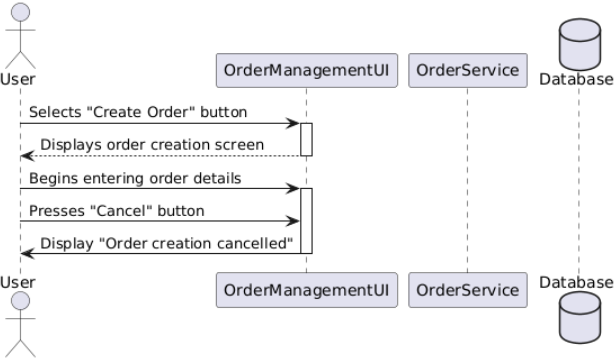 User
OrderManagementUI
OrderService
Database
Selects "Create Order" button
Displays order creation screen
Begins entering order details
Presses "Cancel" button
Display "Order creation cancelled"
User
OrderManagementUI
OrderService
Database